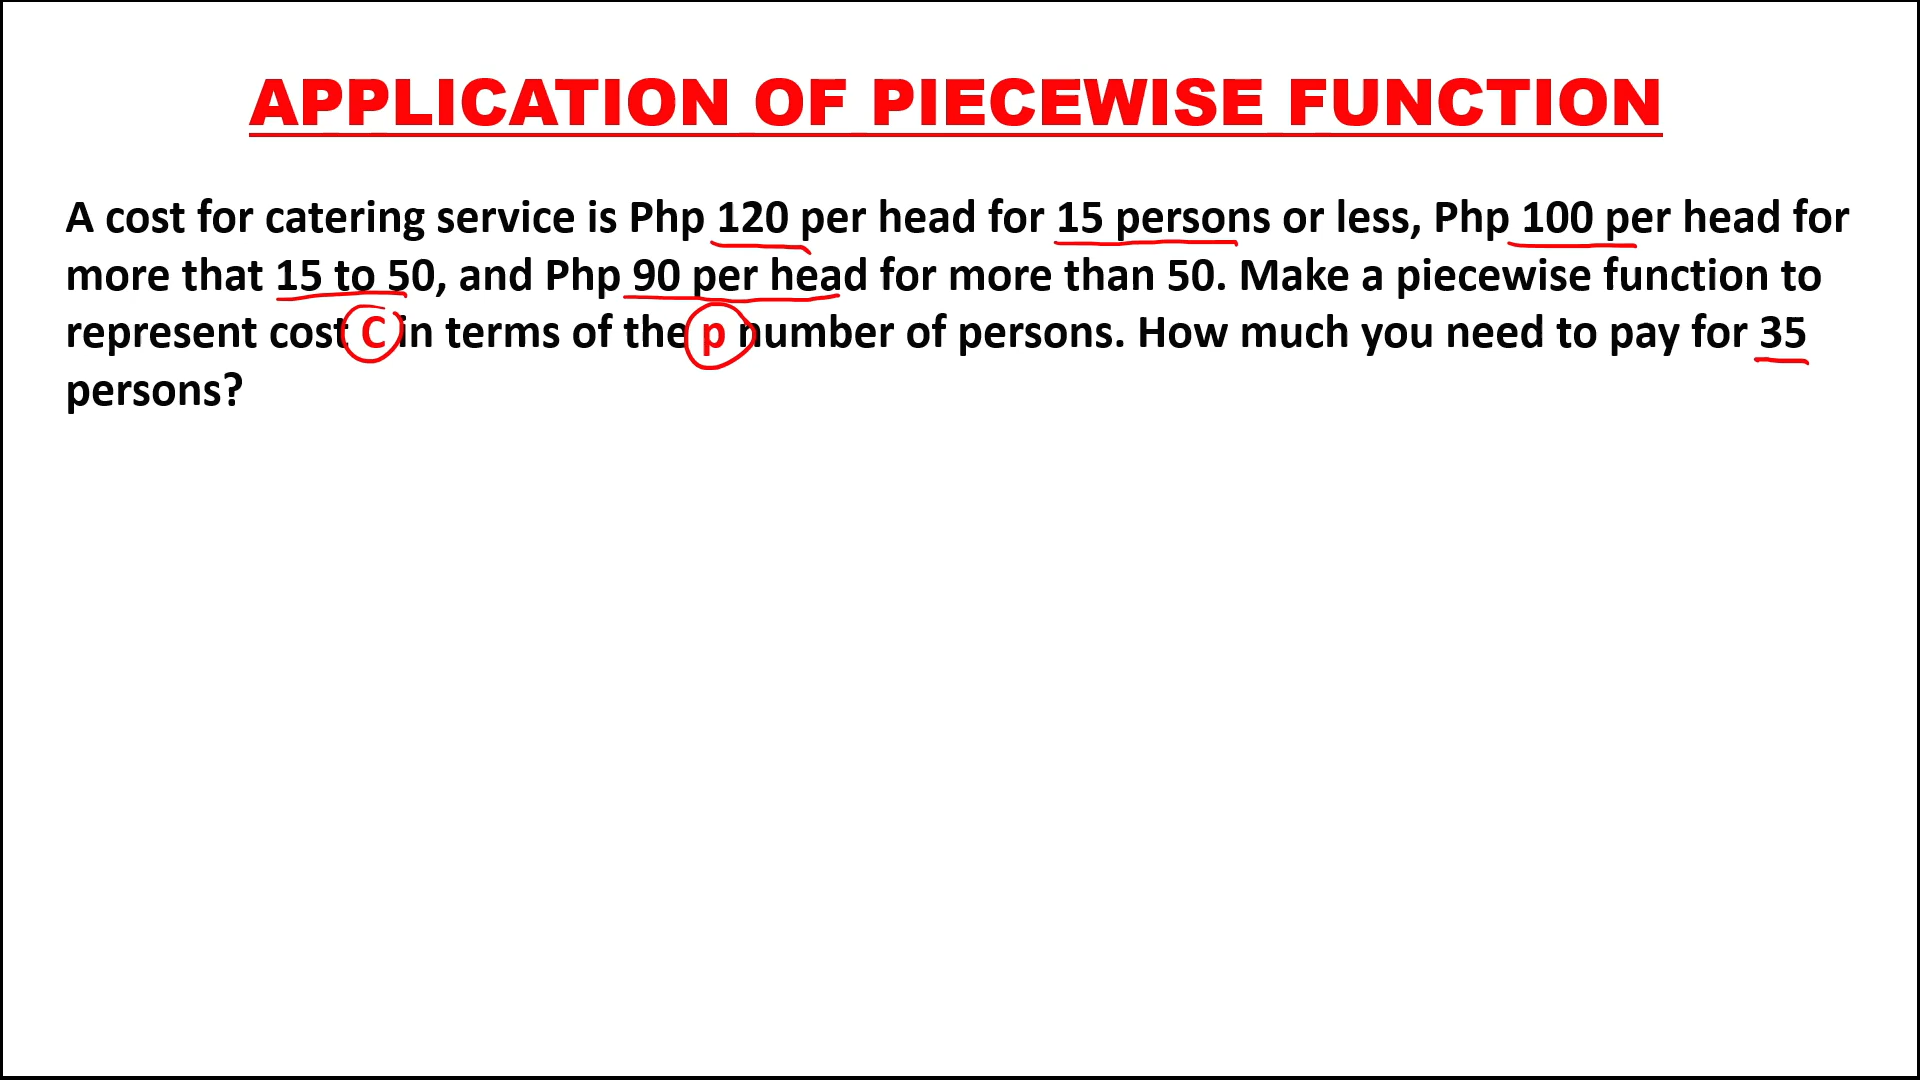 APPLICATION OF PIECEWISE FUNCTION
A cost for catering service is Php 120 per head for 15 persons or less, Php 100 per head for
more that 15 to 50, and Php 90 per head for more than 50. Make a piecewise function to
represent cost C in terms of the p number of persons. How much you need to pay for 35
persons?